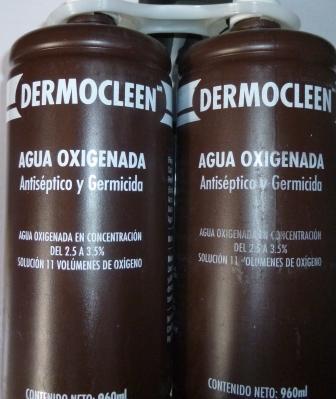 DERMOCLEEN
AGUA OXIGENADA
Antiséptico y Germicida
AGUA OXIGENADA EN CONCENTRACIÓN
DEL 2.5 A 3.5%
SOLUCIÓN 11 VOLÚMENES DE OXÍGENO
CONTENIDO NETO: 960ml
DERMOCLEEN
AGUA OXIGENADA
Antiséptico y Germicida
AGUA OXIGENADA EN CONCENTRACIÓN
DEL 2.5 A 3.5%
SOLUCIÓN 11 VOLÚMENES DE OXÍGENO
CONTENIDO NETO: 960ml